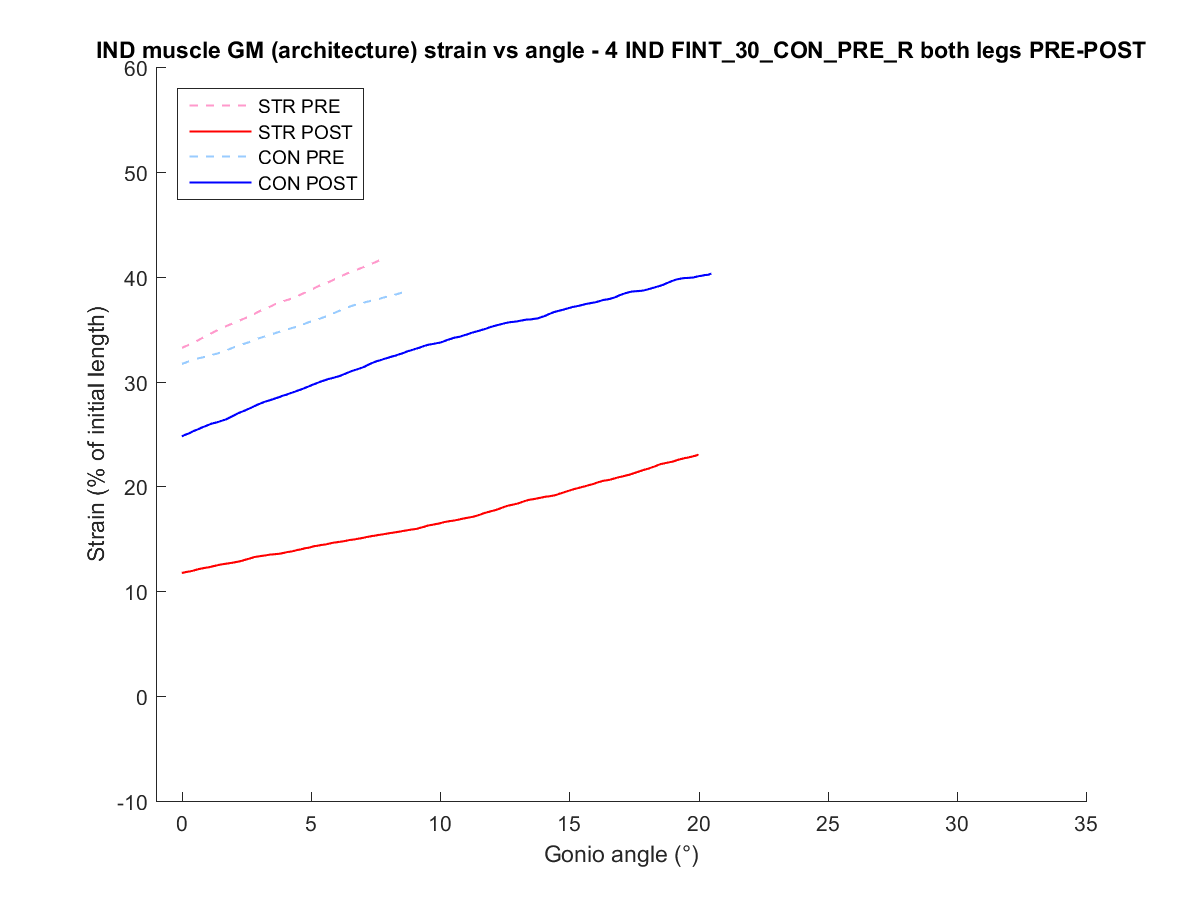 IND muscle GM (architecture) strain vs angle - 4 IND FINT_30_CON_PRE_R both legs PRE-POST
60
50
40
30
20
10
0
-10
STR PRE
STR POST
CON PRE
CON POST
Strain (% of initial length)
0 5 10 15 20 25 30 35
Gonio angle (°)